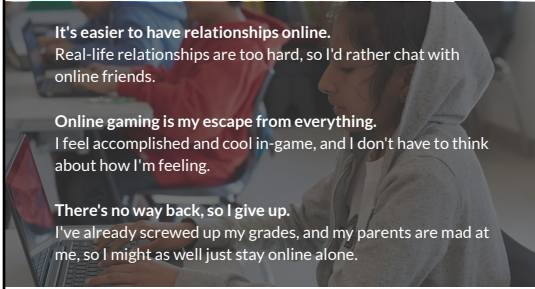 It's easier to have relationships online.
Real-life relationships are too hard, so I'd rather chat with
online friends.
Online gaming is my escape from everything.
I feel accomplished and cool in-game, and I don't have to think
about how I'm feeling.
There's no way back, so I give up.
I've already screwed up my grades, and my parents are mad at
me, so I might as well just stay online alone.